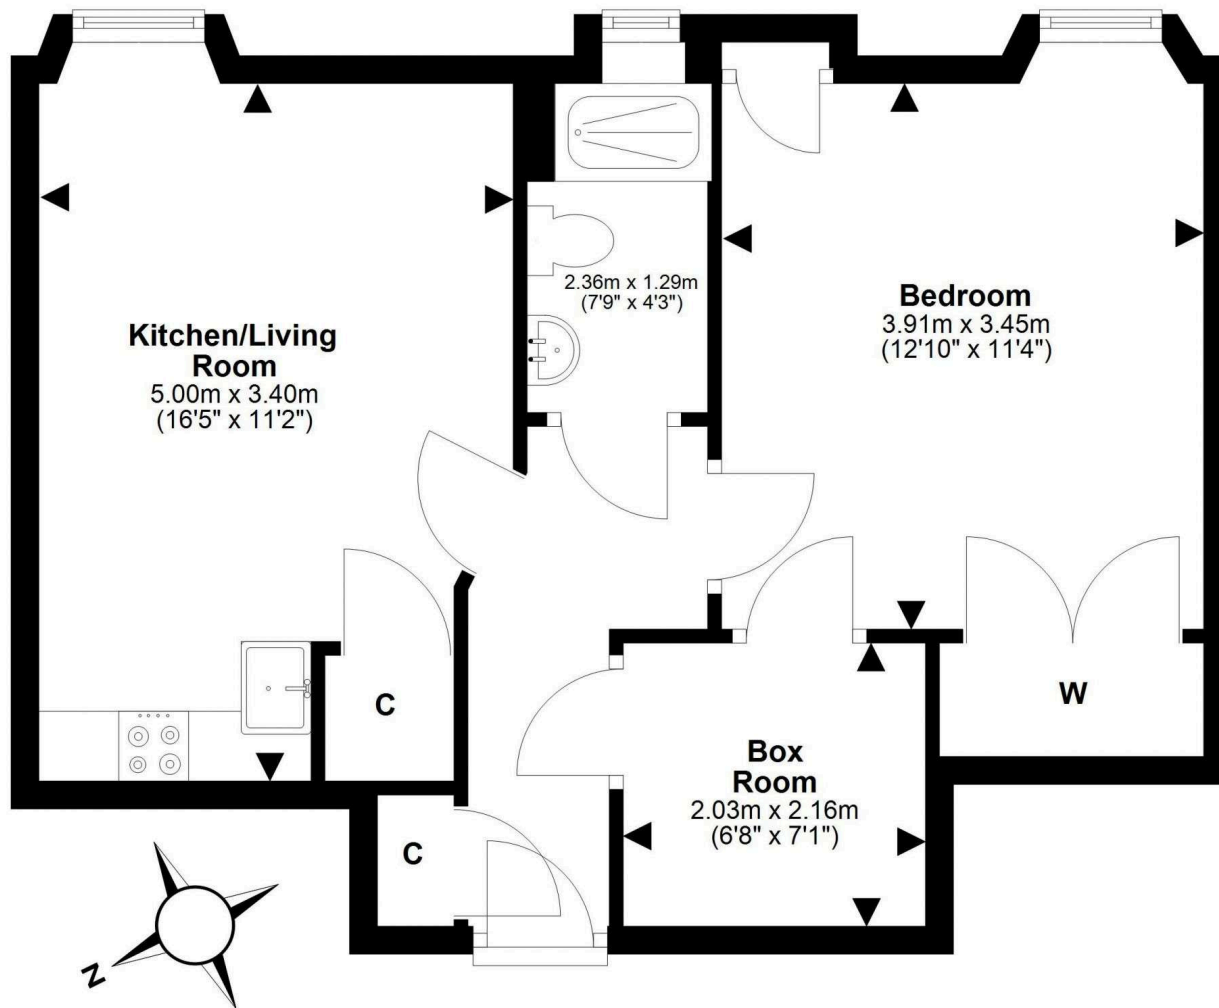 Kitchen/Living
Room
5.00m x 3.40m
(16'5" x 11'2")
2.36m x 1.29m
(7'9" x 4'3")
Bedroom
3.91m x 3.45m
(12'10" x 11'4")
C
W
Box
Room
2.03m x 2.16m
(6'8" x 7'1")
C
N